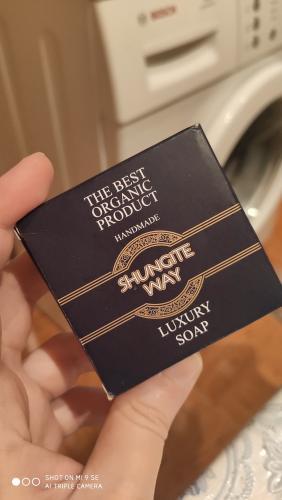 BOSCH
THE BEST
ORGANIC
PRODUCT
HANDMADE
SHUNGITE
WAY
LUXURY
SOAP
SHOT ON MI 9 SE
AI TRIPLE CAMERA